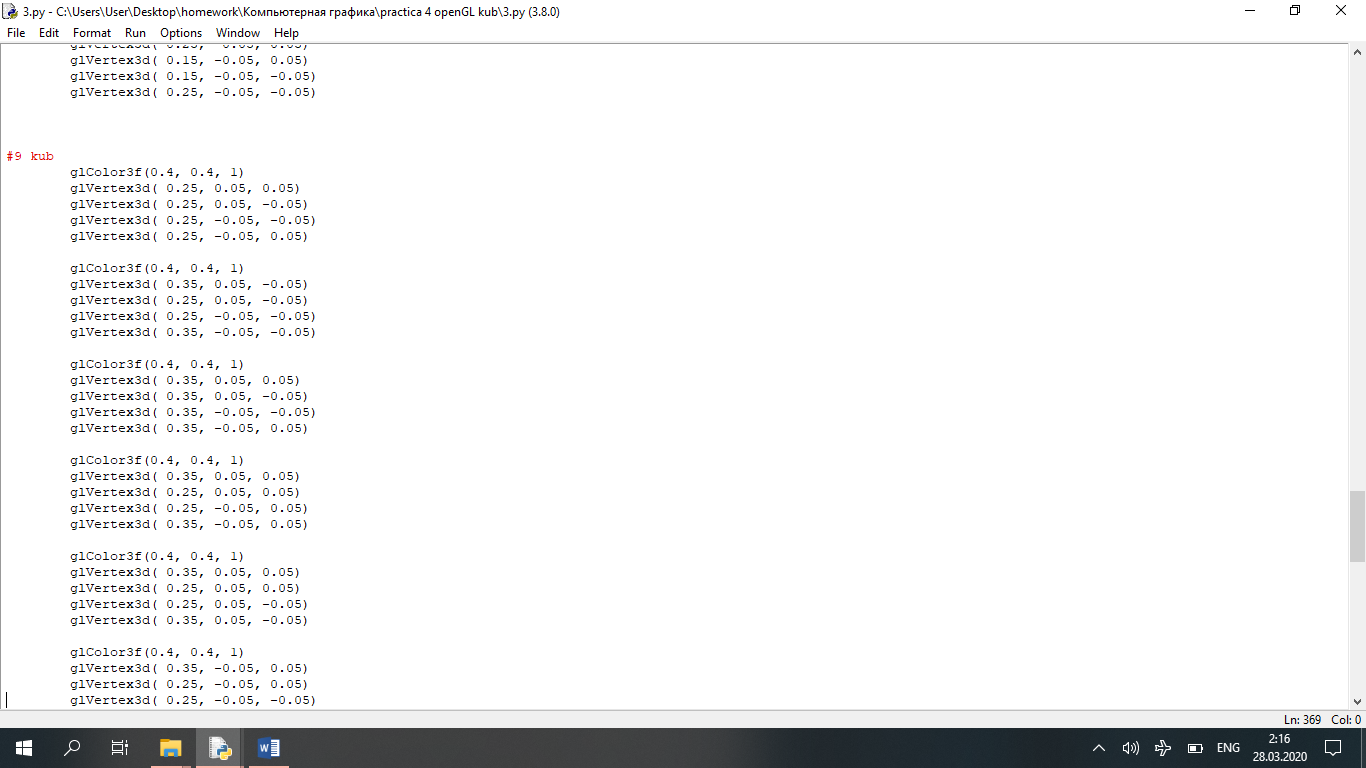 3.py - C:\Users\User\Desktop\homework\Компьютерная графика\practica 4 openGL kub\3.py (3.8.0)
File Edit Format Run Options Window Help
glVertex3d( 0.25, -0.05, 0.05)
glVertex3d( 0.15, -0.05, 0.05)
glVertex3d( 0.15, -0.05, -0.05)
glVertex3d( 0.25, -0.05, -0.05)
#9 kub
glColor3f(0.4, 0.4, 1)
glVertex3d( 0.25, 0.05, 0.05)
glVertex3d( 0.25, 0.05, -0.05)
glVertex3d( 0.25, -0.05, -0.05)
glVertex3d( 0.25, -0.05, 0.05)
glColor3f(0.4, 0.4, 1)
glVertex3d( 0.35, 0.05, -0.05)
glVertex3d( 0.25, 0.05, -0.05)
glVertex3d( 0.25, -0.05, -0.05)
glVertex3d( 0.35, -0.05, -0.05)
glColor3f(0.4, 0.4, 1)
glVertex3d( 0.35, 0.05, 0.05)
glVertex3d( 0.35, 0.05, -0.05)
glVertex3d( 0.35, -0.05, -0.05)
glVertex3d( 0.35, -0.05, 0.05)
glColor3f(0.4, 0.4, 1)
glVertex3d( 0.35, 0.05, 0.05)
glVertex3d( 0.25, 0.05, 0.05)
glVertex3d( 0.25, -0.05, 0.05)
glVertex3d( 0.35, -0.05, 0.05)
glColor3f(0.4, 0.4, 1)
glVertex3d( 0.35, 0.05, 0.05)
glVertex3d( 0.25, 0.05, 0.05)
glVertex3d( 0.25, 0.05, -0.05)
glVertex3d( 0.35, 0.05, -0.05)
glColor3f(0.4, 0.4, 1)
glVertex3d( 0.35, -0.05, 0.05)
glVertex3d( 0.25, -0.05, 0.05)
glVertex3d( 0.25, -0.05, -0.05)
Ln: 369 Col: 0
ENG
2:16
28.03.2020